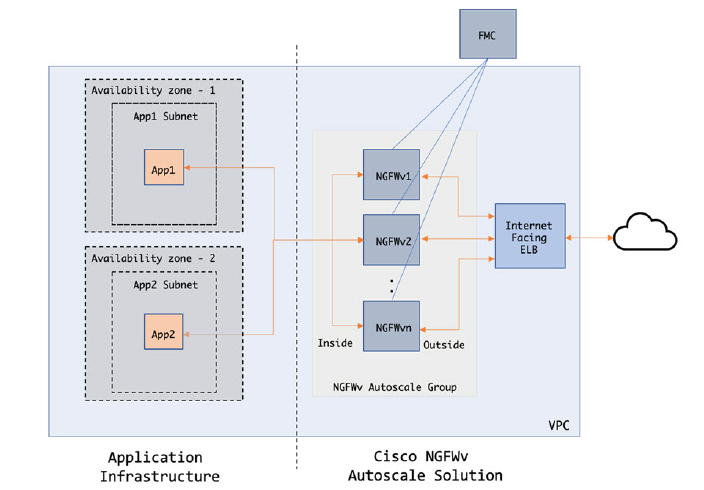 FMC
Availability zone - 1
App1 Subnet
App1
Availability zone - 2
App2 Subnet
App2
NGFWv1
NGFWv2
:
NGFWvn
Inside
Outside
NGFWv Autoscale Group
Internet
Facing
ELB
VPC
Application
Infrastructure
Cisco NGFWv
Autoscale Solution